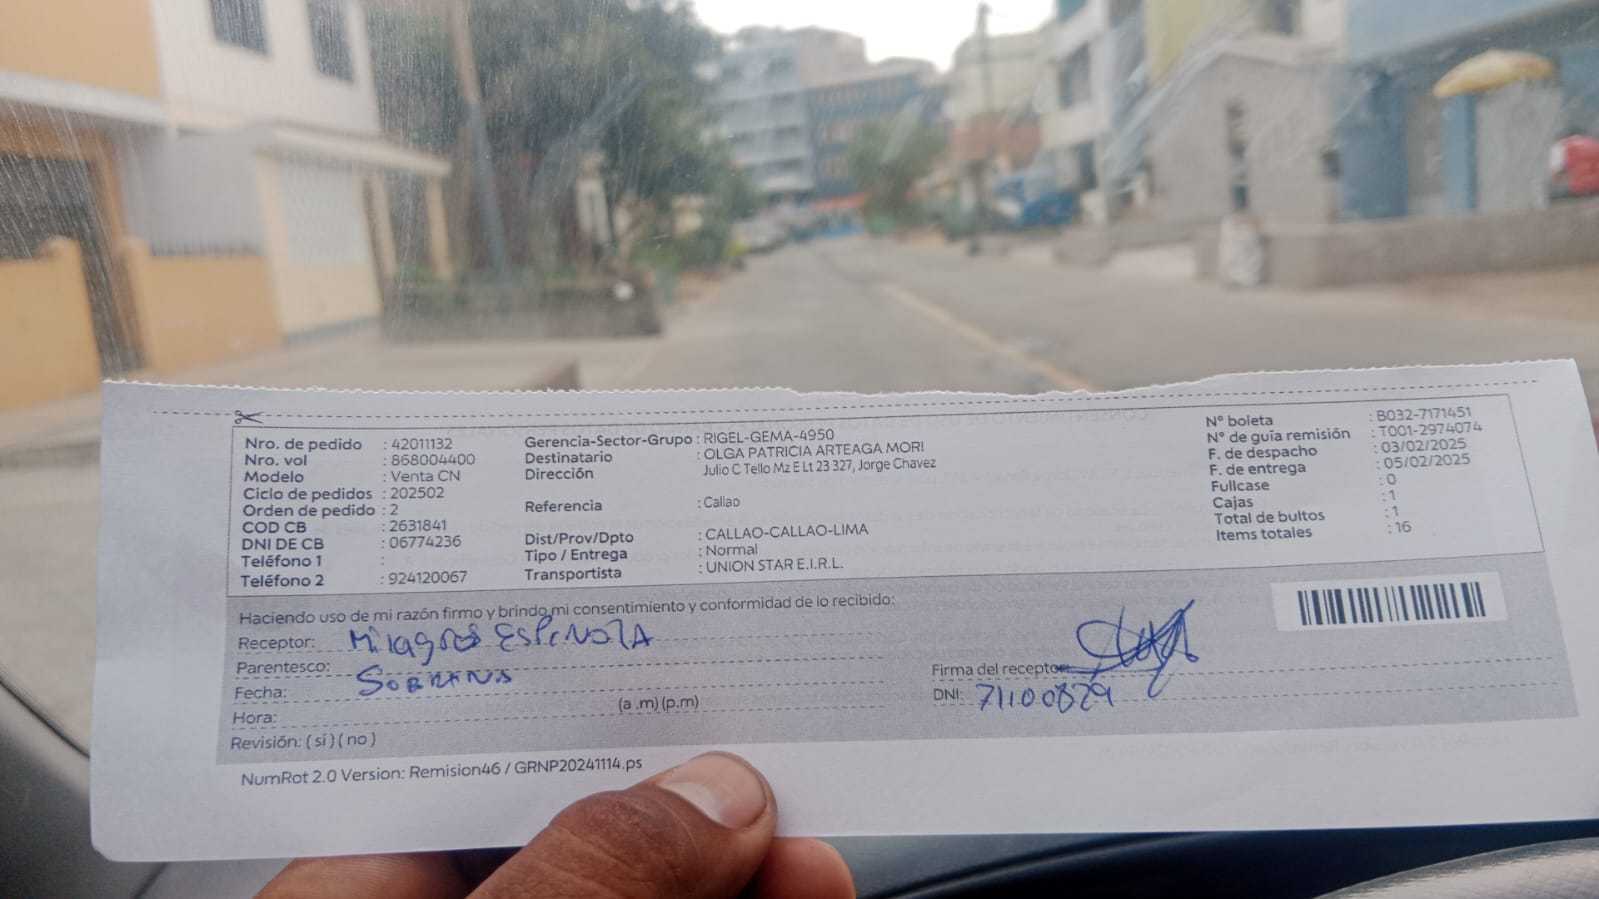 Nro. de pedido : 42011132
Nro. vol : 868004400
Modelo : Venta CN
Ciclo de pedidos : 202502
Orden de pedido : 2
COD CB : 2631841
DNI DE CB : 06774236
Teléfono 1 :
Teléfono 2 : 924120067
Gerencia-Sector-Grupo : RIGEL-GEMA-4950
Destinatario : OLGA PATRICIA ARTEAGA MORI
Dirección Julio C Tello Mz E Lt 23 327, Jorge Chavez
Referencia : Callao
Dist/Prov/Dpto : CALLAO-CALLAO-LIMA
Tipo / Entrega : Normal
Transportista : UNION STAR E.I.R.L.
N° boleta : B032-7171451
N° de guía remisión : T001-2974074
F. de despacho : 03/02/2025
F. de entrega : 05/02/2025
Fullcase : 0
Cajas : 1
Total de bultos : 1
Items totales : 16
Haciendo uso de mi razón firmo y brindo mi consentimiento y conformidad de lo recibido:
Receptor: Milagros ESPINOZA
Parentesco: SOBRINA
Fecha:
Hora: (a .m) (p.m)
Revisión: ( sí ) ( no )
Firma del receptor:
DNI: 71100829
NumRot 2.0 Version: Remision46 / GRNP20241114.ps